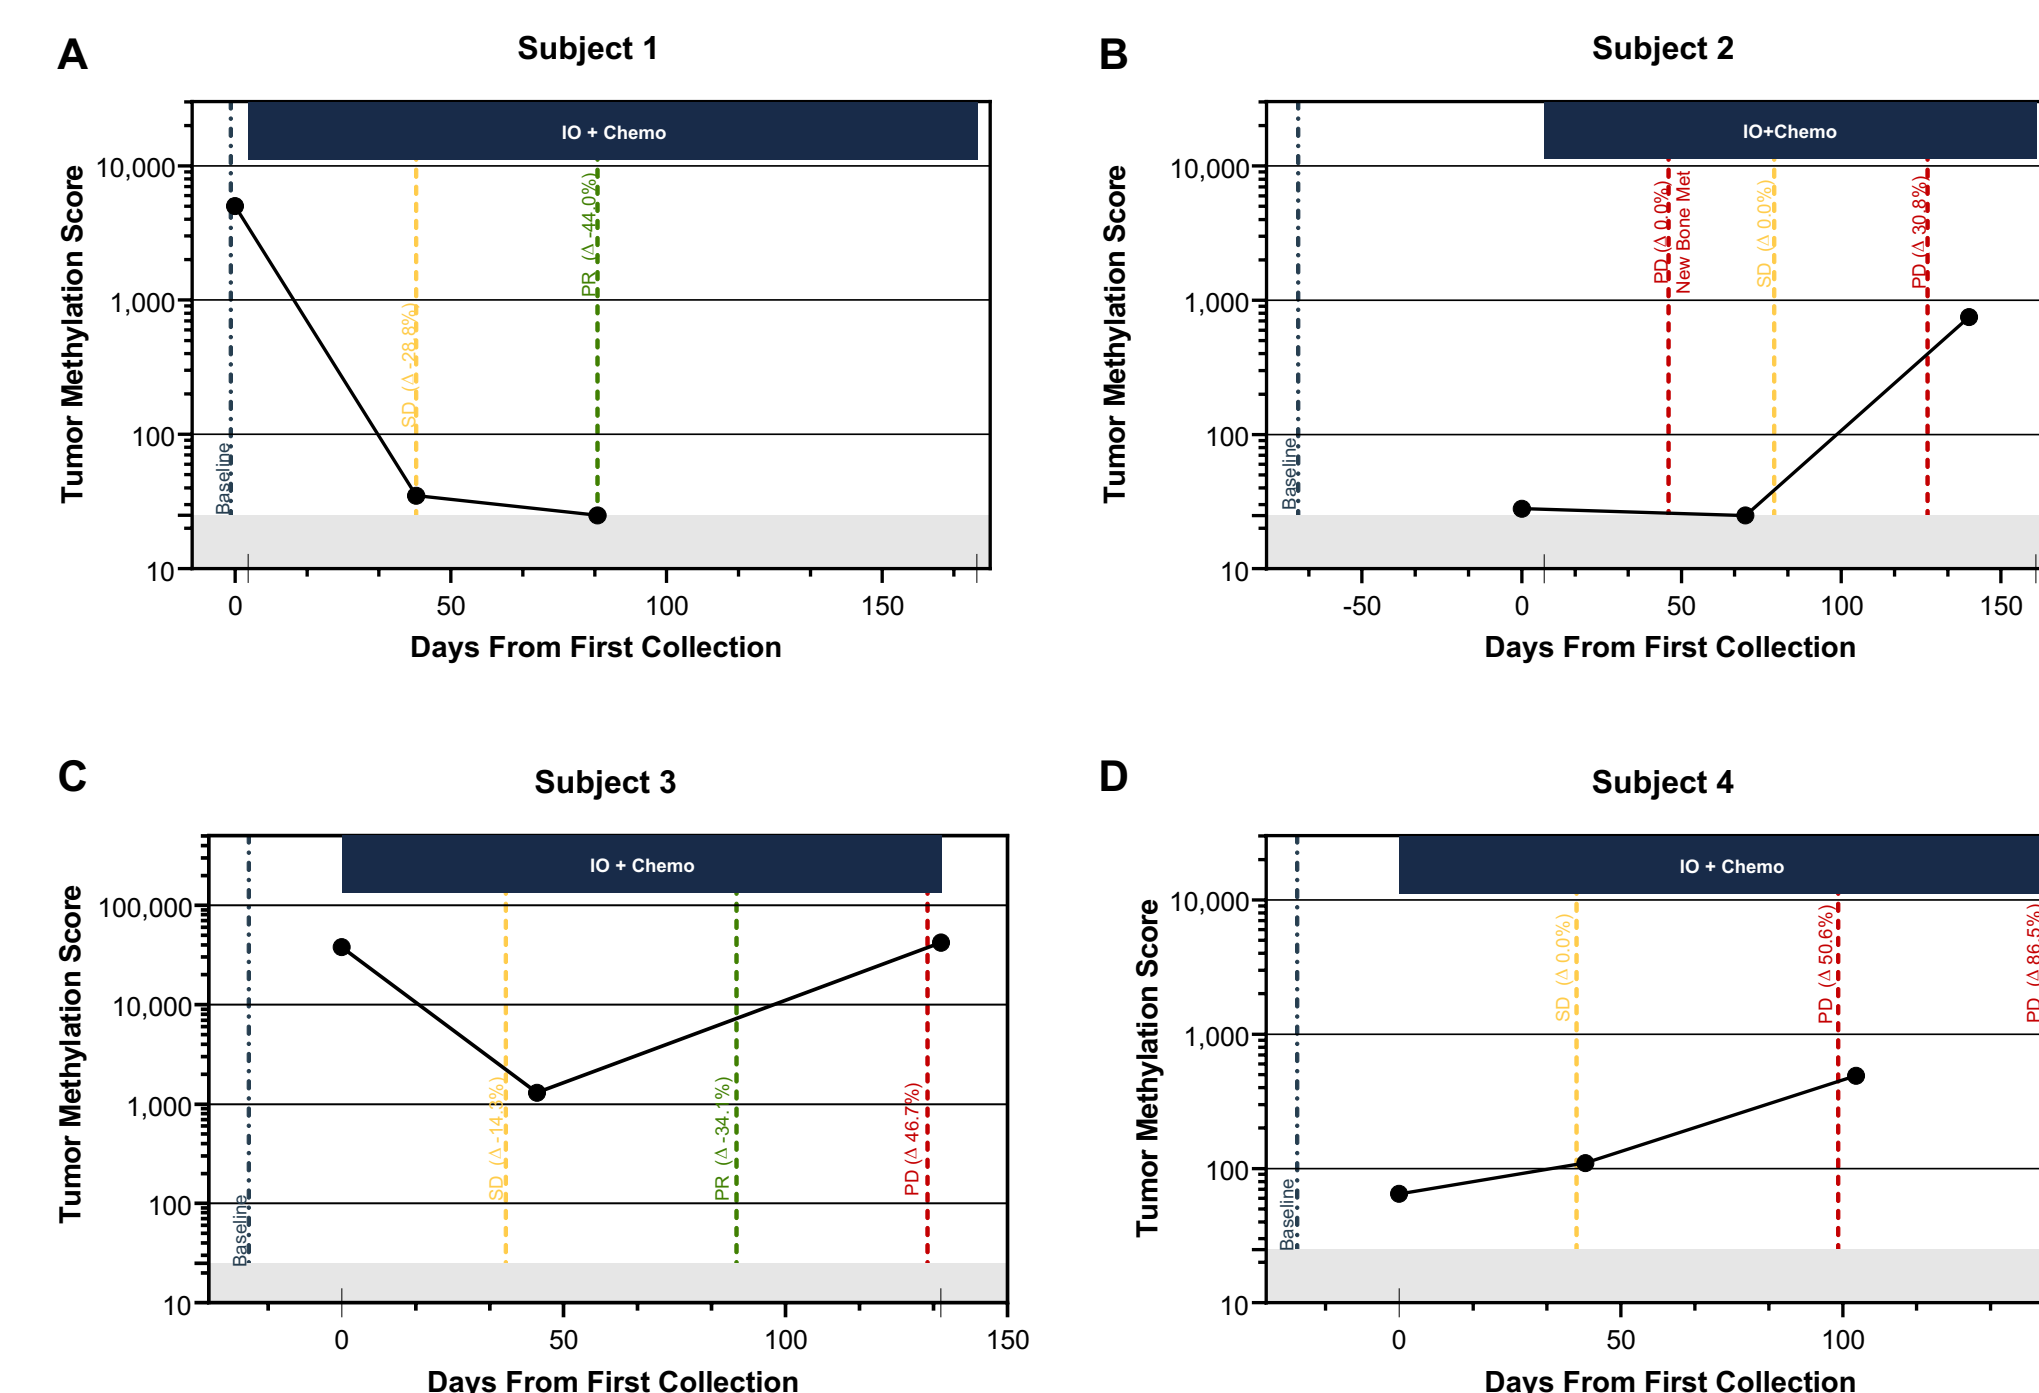 A
Subject 1
IO + Chemo
Tumor Methylation Score
10,000
1,000
100
10
Baseline
SD (Δ -28.8%)
PR (Δ -44.0%)
0
50
100
150
Days From First Collection
B
Subject 2
IO+Chemo
Tumor Methylation Score
10,000
1,000
100
10
Baseline
PD (Δ 0.0%)
New Bone Met
SD (Δ 0.0%)
PD (Δ 30.8%)
-50
0
50
100
150
Days From First Collection
C
Subject 3
IO + Chemo
Tumor Methylation Score
100,000
10,000
1,000
100
10
Baseline
SD (Δ -14.3%)
PR (Δ -34.1%)
PD (Δ 46.7%)
0
50
100
150
Days From First Collection
D
Subject 4
IO + Chemo
Tumor Methylation Score
10,000
1,000
100
10
Baseline
SD (Δ 0.0%)
PD (Δ 50.6%)
PD (Δ 86.5%)
0
50
100
Days From First Collection